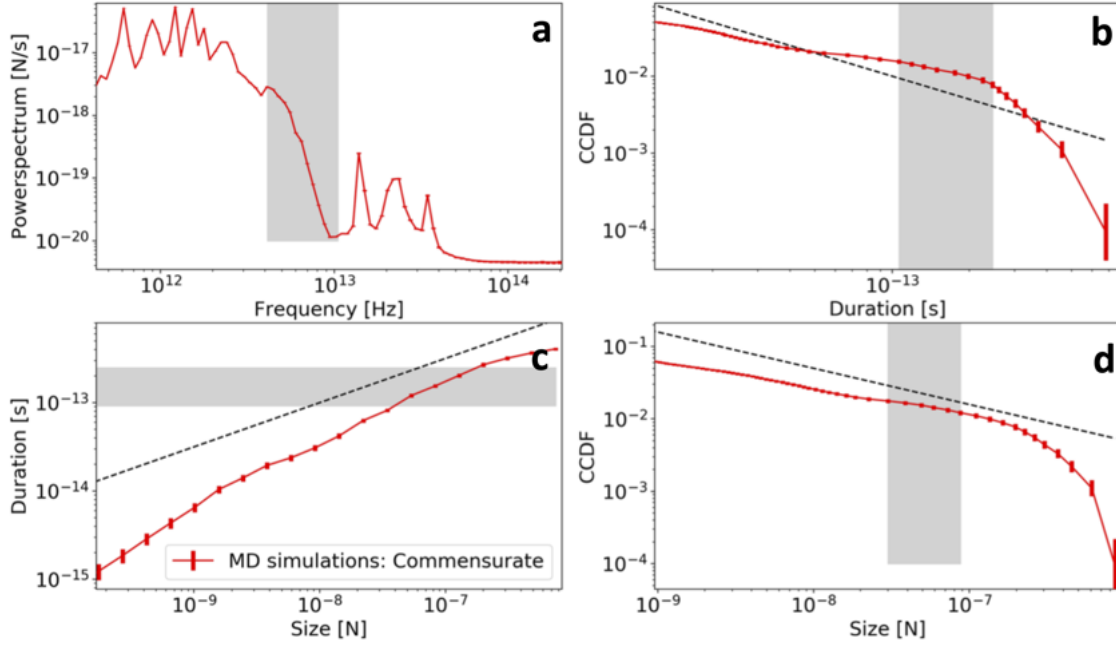 a
Powerspectrum [N/s]
10⁻¹⁷
10⁻¹⁸
10⁻¹⁹
10⁻²⁰
10¹²
10¹³
10¹⁴
Frequency [Hz]
b
CCDF
10⁻²
10⁻³
10⁻⁴
10⁻¹³
Duration [s]
c
Duration [s]
10⁻¹³
10⁻¹⁴
10⁻¹⁵
MD simulations: Commensurate
10⁻⁹
10⁻⁸
10⁻⁷
Size [N]
d
CCDF
10⁻¹
10⁻²
10⁻³
10⁻⁴
10⁻⁹
10⁻⁸
10⁻⁷
Size [N]